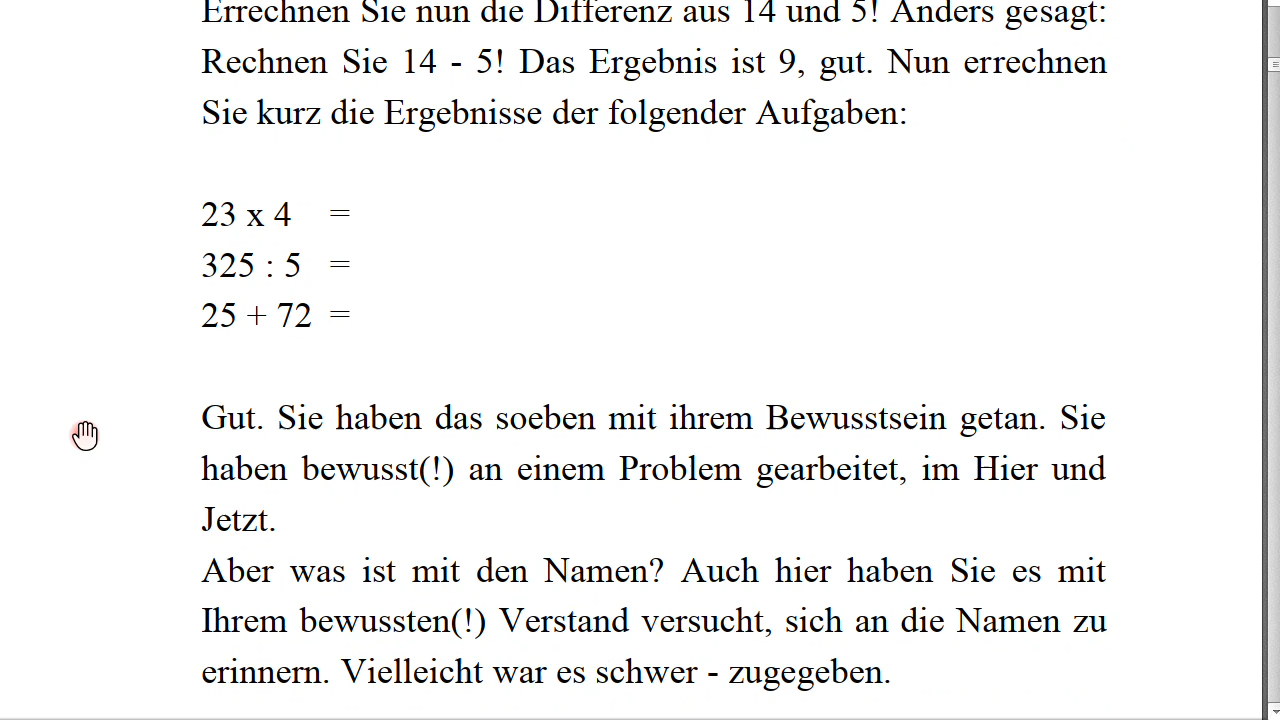 Errechnen Sie nun die Differenz aus 14 und 5! Anders gesagt:
Rechnen Sie 14 - 5! Das Ergebnis ist 9, gut. Nun errechnen
Sie kurz die Ergebnisse der folgender Aufgaben:
23 x 4 =
325 : 5 =
25 + 72 =
Gut. Sie haben das soeben mit ihrem Bewusstsein getan. Sie
haben bewusst(!) an einem Problem gearbeitet, im Hier und
Jetzt.
Aber was ist mit den Namen? Auch hier haben Sie es mit
Ihrem bewussten(!) Verstand versucht, sich an die Namen zu
erinnern. Vielleicht war es schwer - zugegeben.